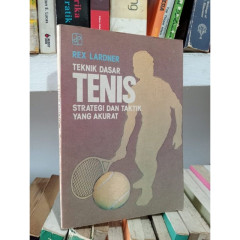 REX LARDNER
TEKNIK DASAR
TENIS
STRATEGI DAN TAKTIK
YANG AKURAT